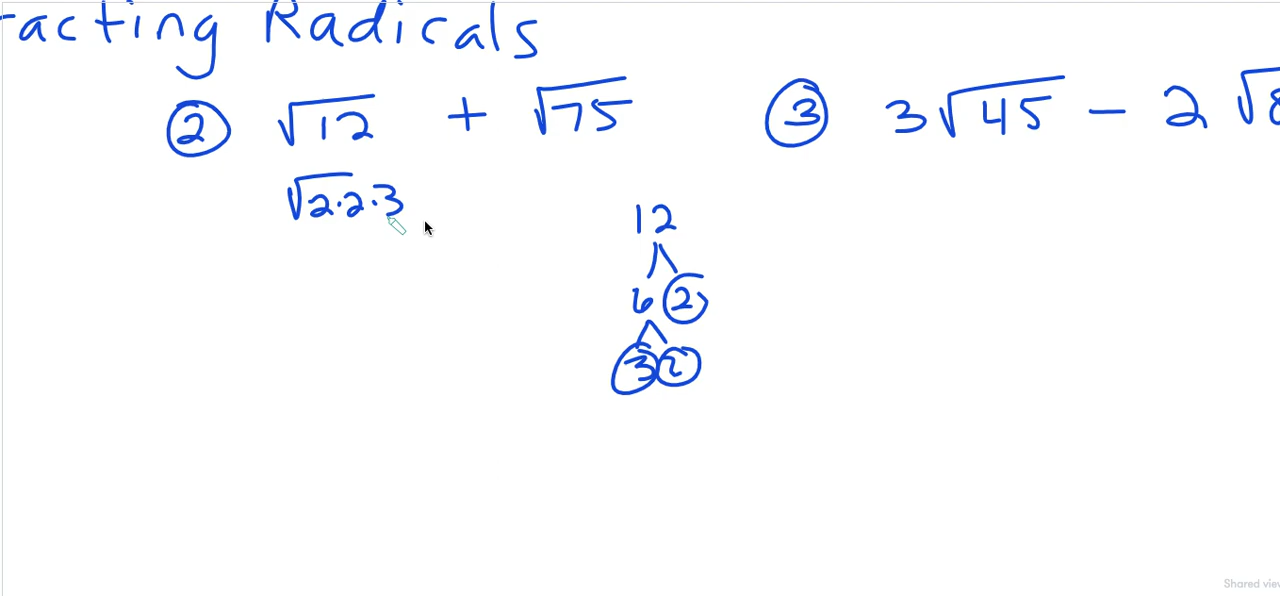 acting Radicals
② √12 + √75 ③ 3√45 - 2√8
√2·2·3
12
6 2
3 2
Shared view